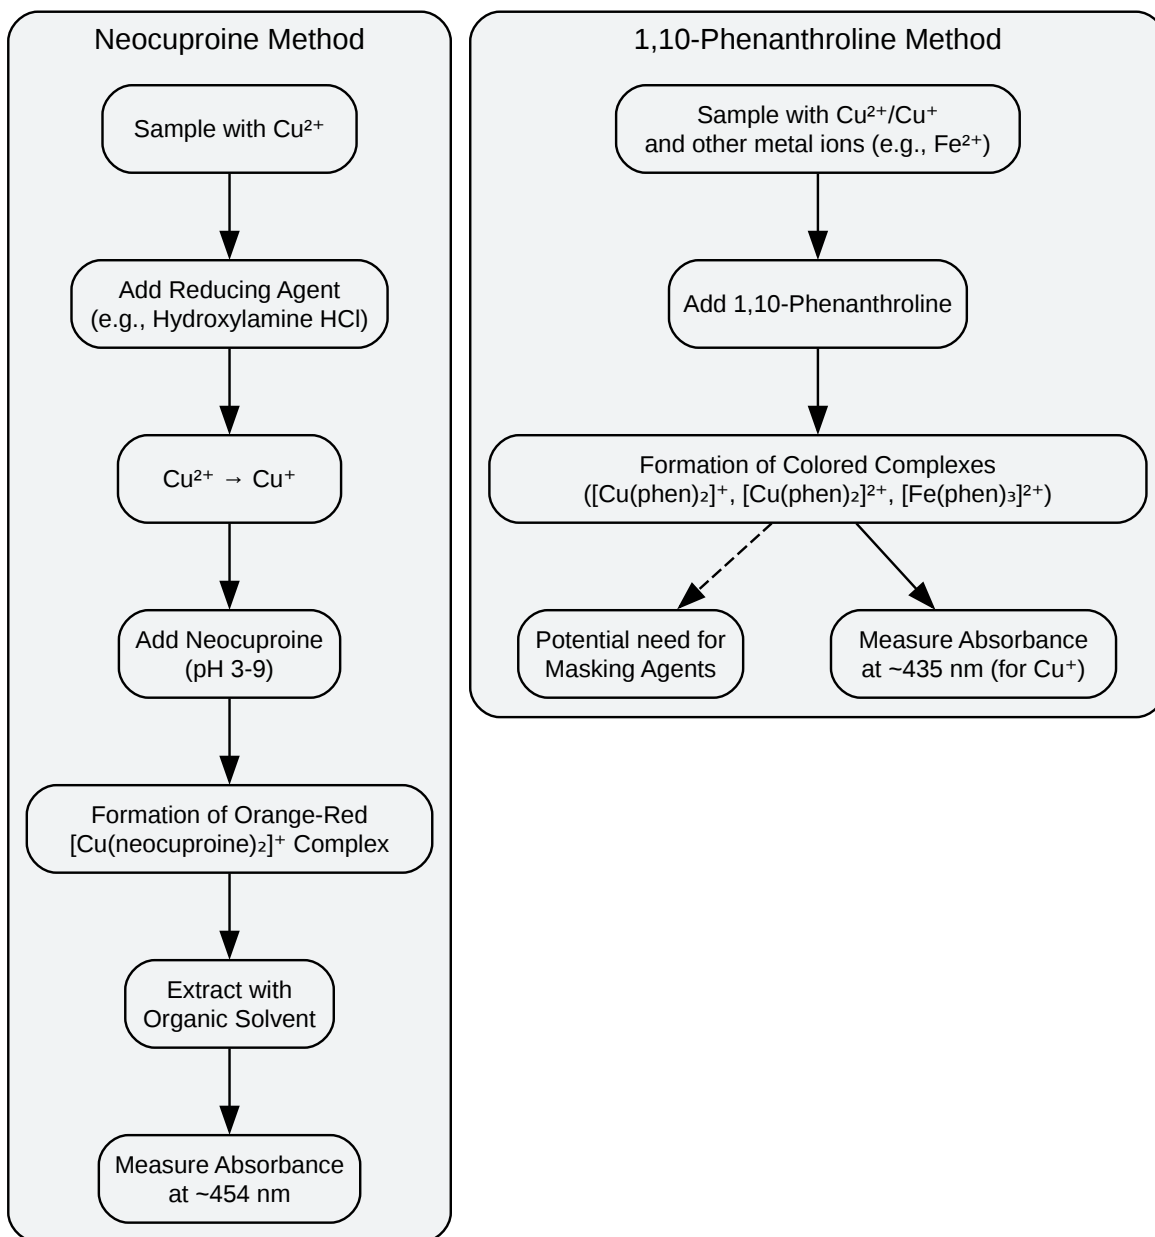 Neocuproine Method
Sample with Cu²⁺
Add Reducing Agent
(e.g., Hydroxylamine HCl)
Cu²⁺ → Cu⁺
Add Neocuproine
(pH 3-9)
Formation of Orange-Red
[Cu(neocuproine)₂]⁺ Complex
Extract with
Organic Solvent
Measure Absorbance
at ~454 nm
1,10-Phenanthroline Method
Sample with Cu²⁺/Cu⁺
and other metal ions (e.g., Fe²⁺)
Add 1,10-Phenanthroline
Formation of Colored Complexes
([Cu(phen)₂]⁺, [Cu(phen)₂]²⁺, [Fe(phen)₃]²⁺)
Potential need for
Masking Agents
Measure Absorbance
at ~435 nm (for Cu⁺)